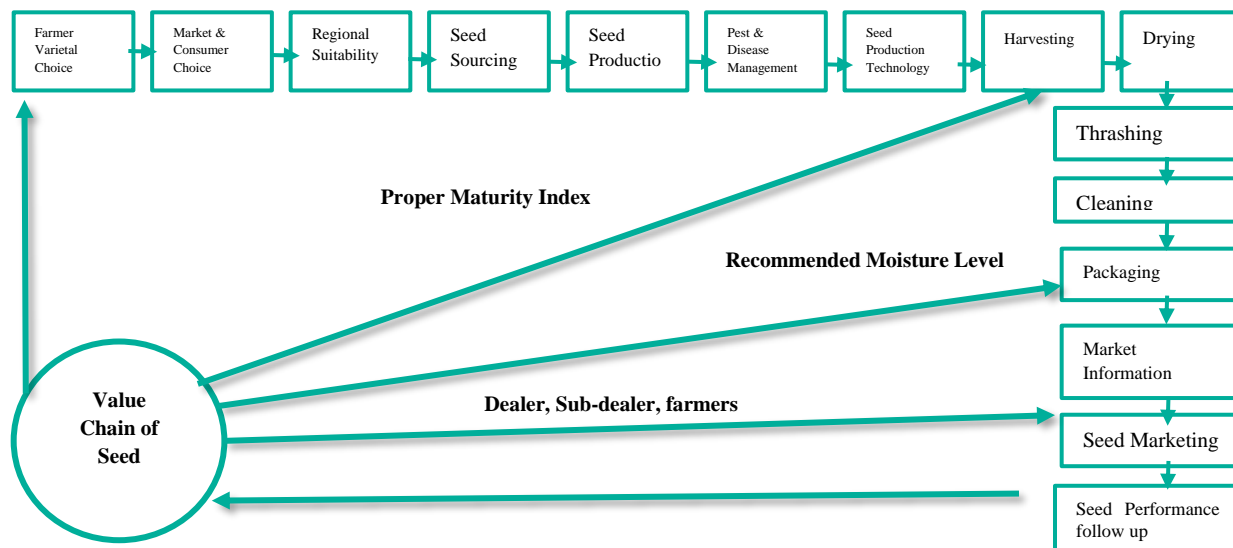 Farmer
Varietal
Choice
Market &
Consumer
Choice
Regional
Suitability
Seed
Sourcing
Seed
Productio
Pest &
Disease
Management
Seed
Production
Technology
Harvesting
Drying
Thrashing
Cleaning
Packaging
Market
Information
Seed Marketing
Seed Performance
follow up
Proper Maturity Index
Recommended Moisture Level
Dealer, Sub-dealer, farmers
Value
Chain of
Seed